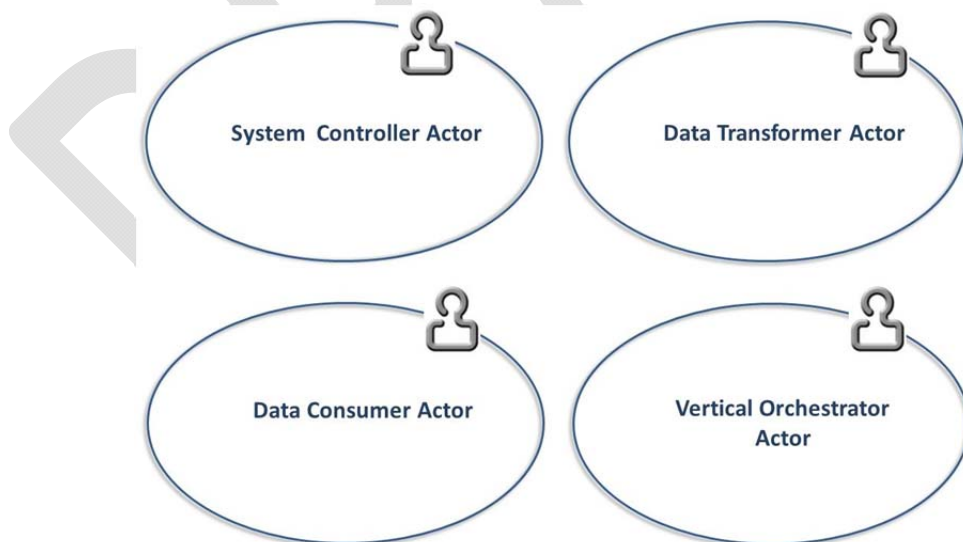 System Controller Actor
Data Transformer Actor
Data Consumer Actor
Vertical Orchestrator
Actor